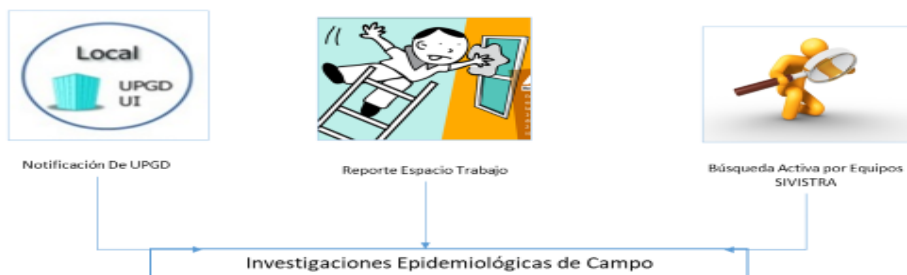 Local
UPGD
UI
Notificación De UPGD
Reporte Espacio Trabajo
Búsqueda Activa por Equipos
SIVISTRA
Investigaciones Epidemiológicas de Campo